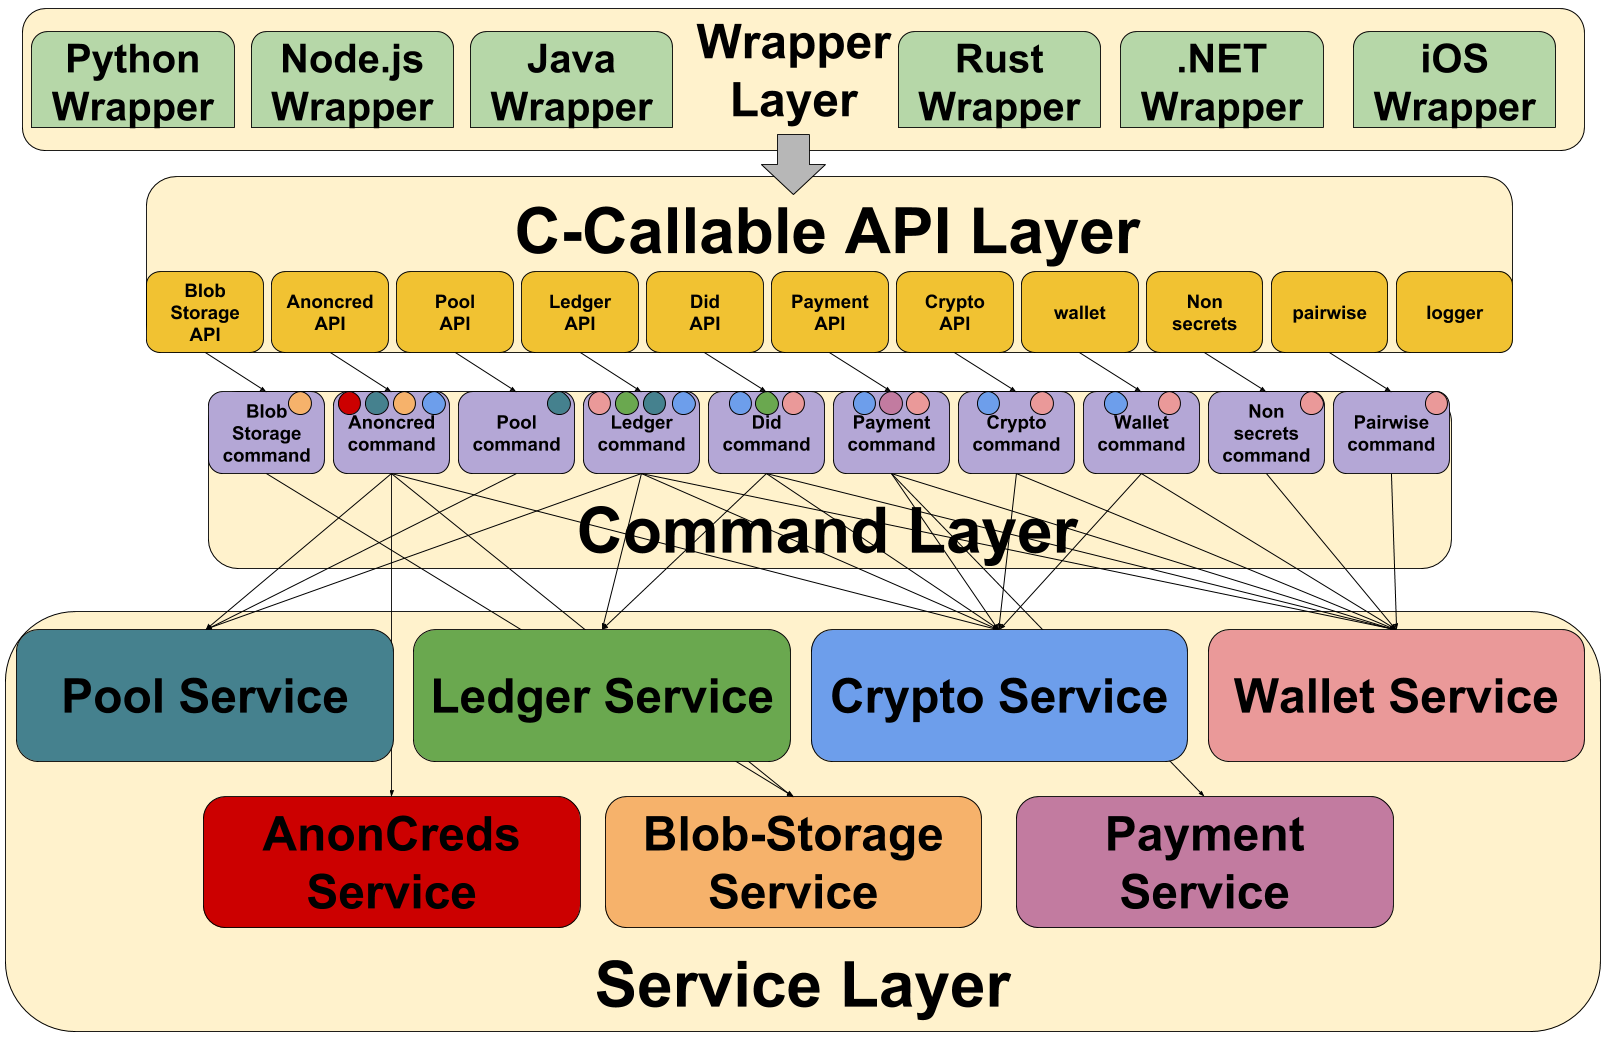 Python
Wrapper
Node.js
Wrapper
Java
Wrapper
Wrapper
Layer
Rust
Wrapper
.NET
Wrapper
iOS
Wrapper
C-Callable API Layer
Blob
Storage
API
Anoncred
API
Pool
API
Ledger
API
Did
API
Payment
API
Crypto
API
wallet
Non
secrets
pairwise
logger
Blob
Storage
command
Anoncred
command
Pool
command
Ledger
command
Did
command
Payment
command
Crypto
command
Wallet
command
Non
secrets
command
Pairwise
command
Command Layer
Pool Service
Ledger Service
Crypto Service
Wallet Service
AnonCreds
Service
Blob-Storage
Service
Payment
Service
Service Layer